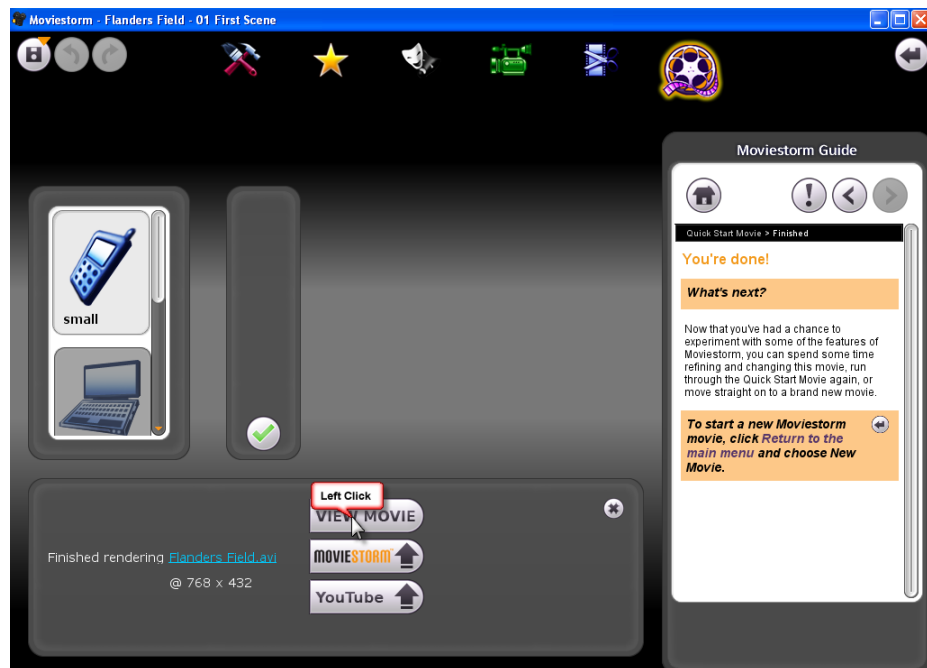 Moviestorm - Flanders Field - 01 First Scene
Moviestorm Guide
Quick Start Movie > Finished
You're done!
What's next?
Now that you've had a chance to
experiment with some of the features of
Moviestorm, you can spend some time
refining and changing this movie, run
through the Quick Start Movie again, or
move straight on to a brand new movie.
To start a new Moviestorm
movie, click Return to the
main menu and choose New
Movie.
small
Left Click
VIEW MOVIE
Finished rendering Flanders Field.avi
@ 768 x 432
MOVIESTORM
YouTube